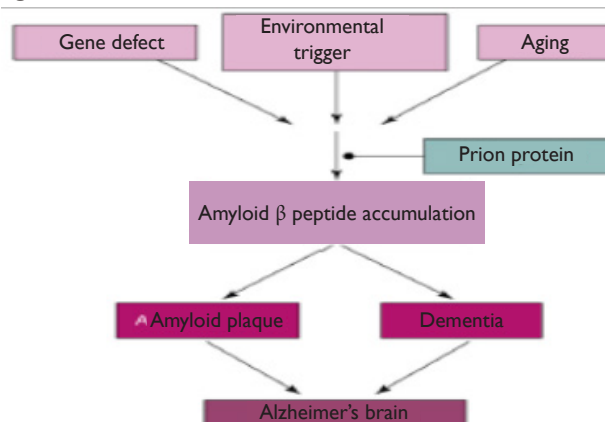 Gene defect
Environmental
trigger
Aging
Prion protein
Amyloid β peptide accumulation
Amyloid plaque
Dementia
Alzheimer's brain